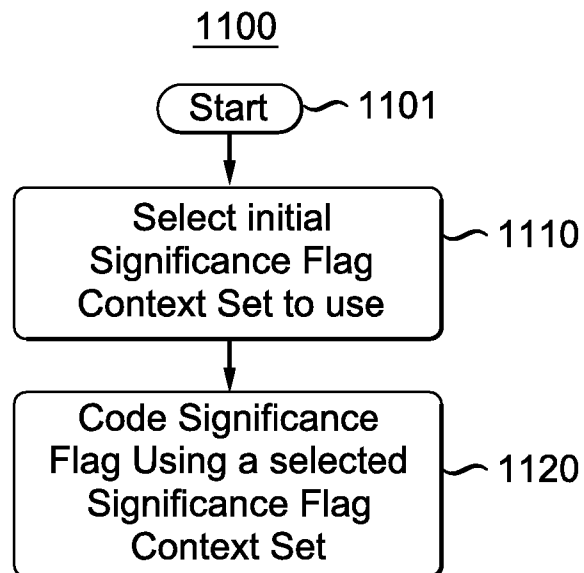 1100
Start 1101
Select initial
Significance Flag
Context Set to use
1110
Code Significance
Flag Using a selected
Significance Flag
Context Set
1120